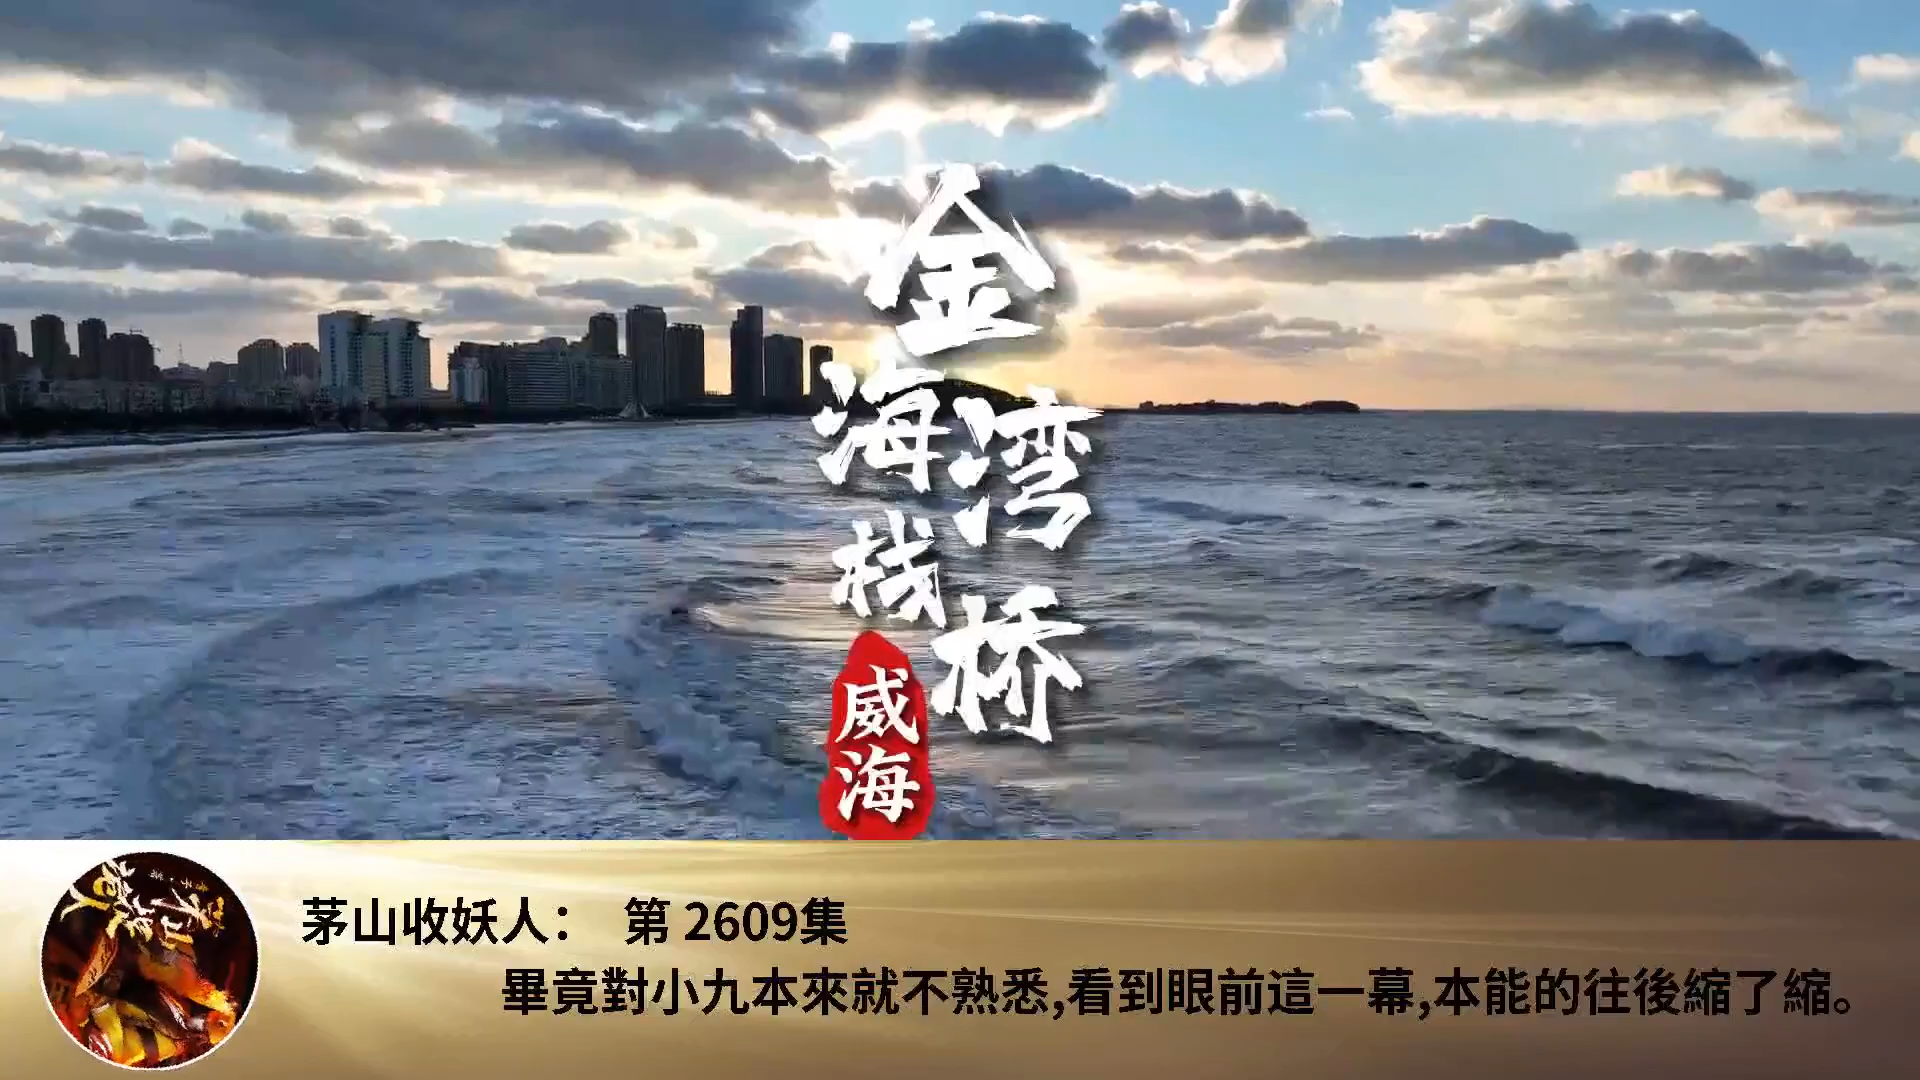 金
海湾
栈桥
威海
茅山收妖人： 第 2609集
畢竟對小九本來就不熟悉,看到眼前這一幕,本能的往後縮了縮。